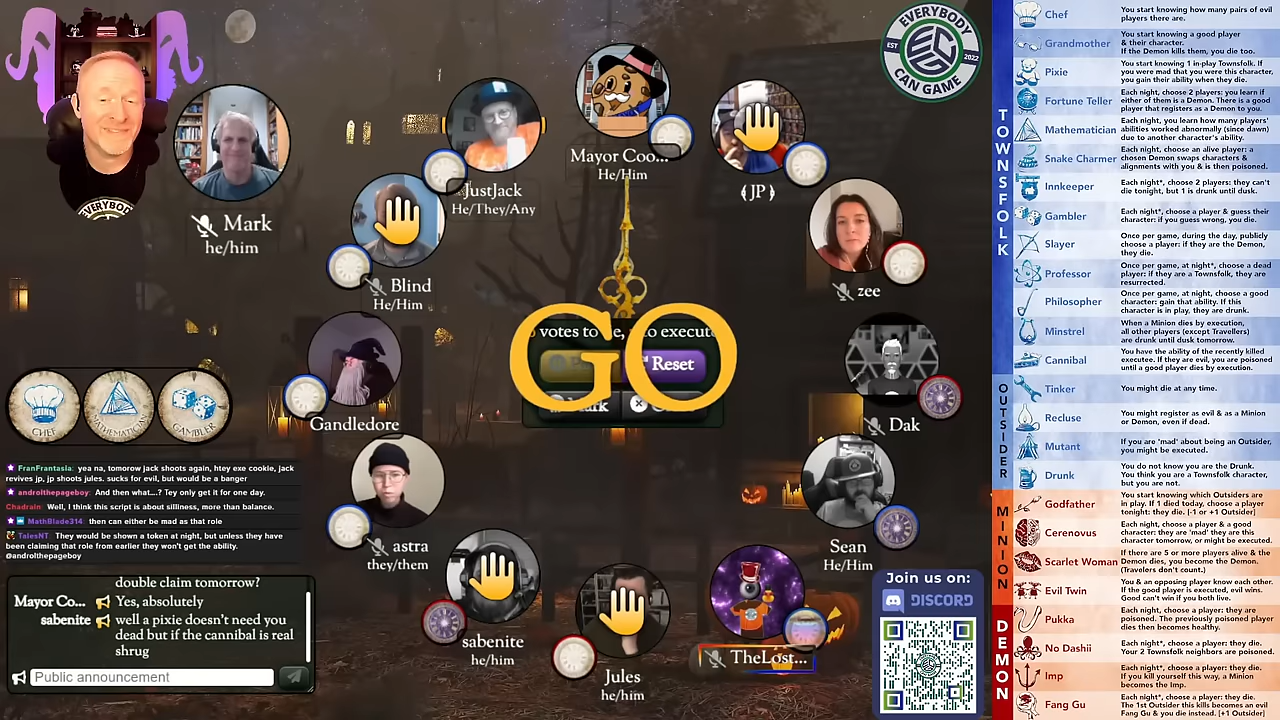 EVERYBODY
CAN GAME
EST
2022
EVERYBODY
Mark
he/him
JustJack
He/They/Any
Mayor Coo...
He/Him
JP
zee
Blind
He/Him
Gandledore
Dak
astra
they/them
Sean
He/Him
sabenite
he/him
Jules
he/him
TheLost...
votes to
execut
GO
Reset
CHEF
MATHEMATICIAN
GAMBLER
FranFrantasia: yea na, tomorow jack shoots again, htey exe cookie, jack
revives jp, jp shoots jules. sucks for evil, but would be a banger
androlthepageboy: And then what....? Tey only get it for one day.
Chadrain: Well, I think this script is about silliness, more than balance.
MathBlade314: then can either be mad as that role
TalesNT: They would be shown a token at night, but unless they
have been claiming that role from earlier they won't get the ability.
@androlthepageboy
double claim tomorrow?
Mayor Co... Yes, absolutely
sabenite well a pixie doesn't need you
dead but if the cannibal is real
shrug
Public announcement
Join us on:
DISCORD
TOWNSFOLK
Chef You start knowing how many pairs of evil
players there are.
Grandmother You start knowing a good player
& their character.
If the Demon kills them, you die too.
Pixie You start knowing 1 in-play Townsfolk. If
you were mad that you were this character,
you gain their ability when they die.
Fortune Teller Each night, choose 2 players: you learn if
either of them is a Demon. There is a good
player that registers as a Demon to you.
Mathematician Each night, you learn how many players'
abilities worked abnormally (since dawn)
due to another character's ability.
Snake Charmer Each night, choose an alive player: a
chosen Demon swaps characters &
alignments with you & is then poisoned.
Innkeeper Each night*, choose 2 players: they can't
die tonight, but 1 is drunk until dusk.
Gambler Each night*, choose a player & guess their
character: if you guess wrong, you die.
Slayer Once per game, during the day, publicly
choose a player: if they are the Demon,
they die.
Professor Once per game, at night*, choose a dead
player: if they are a Townsfolk, they are
resurrected.
Philosopher Once per game, at night, choose a good
character: gain that ability. If this
character is in play, they are drunk.
Minstrel When a Minion dies by execution,
all other players (except Travellers)
are drunk until dusk tomorrow.
Cannibal You have the ability of the recently killed
executee. If they are evil, you are poisoned
until a good player dies by execution.
OUTSIDER
Tinker You might die at any time.
Recluse You might register as evil & as a Minion
or Demon, even if dead.
Mutant If you are 'mad' about being an Outsider,
you might be executed.
Drunk You do not know you are the Drunk.
You think you are a Townsfolk character,
but you are not.
MINION
Godfather You start knowing which Outsiders are
in play. If 1 died today, choose a player
tonight: they die. [-1 or +1 Outsider]
Cerenovus Each night, choose a player & a good
character: they are 'mad' they are this
character tomorrow, or might be executed.
Scarlet Woman If there are 5 or more players alive & the
Demon dies, you become the Demon.
(Travelers don't count.)
Evil Twin You & an opposing player know each other.
If the good player is executed, evil wins.
Good can't win if you both live.
DEMON
Pukka Each night, choose a player: they are
poisoned. The previously poisoned player
dies then becomes healthy.
No Dashii Each night*, choose a player: they die.
Your 2 Townsfolk neighbors are poisoned.
Imp Each night*, choose a player: they die.
If you kill yourself this way, a Minion
becomes the Imp.
Fang Gu Each night*, choose a player: they die.
The 1st Outsider this kills becomes an evil
Fang Gu & you die instead. [+1 Outsider]